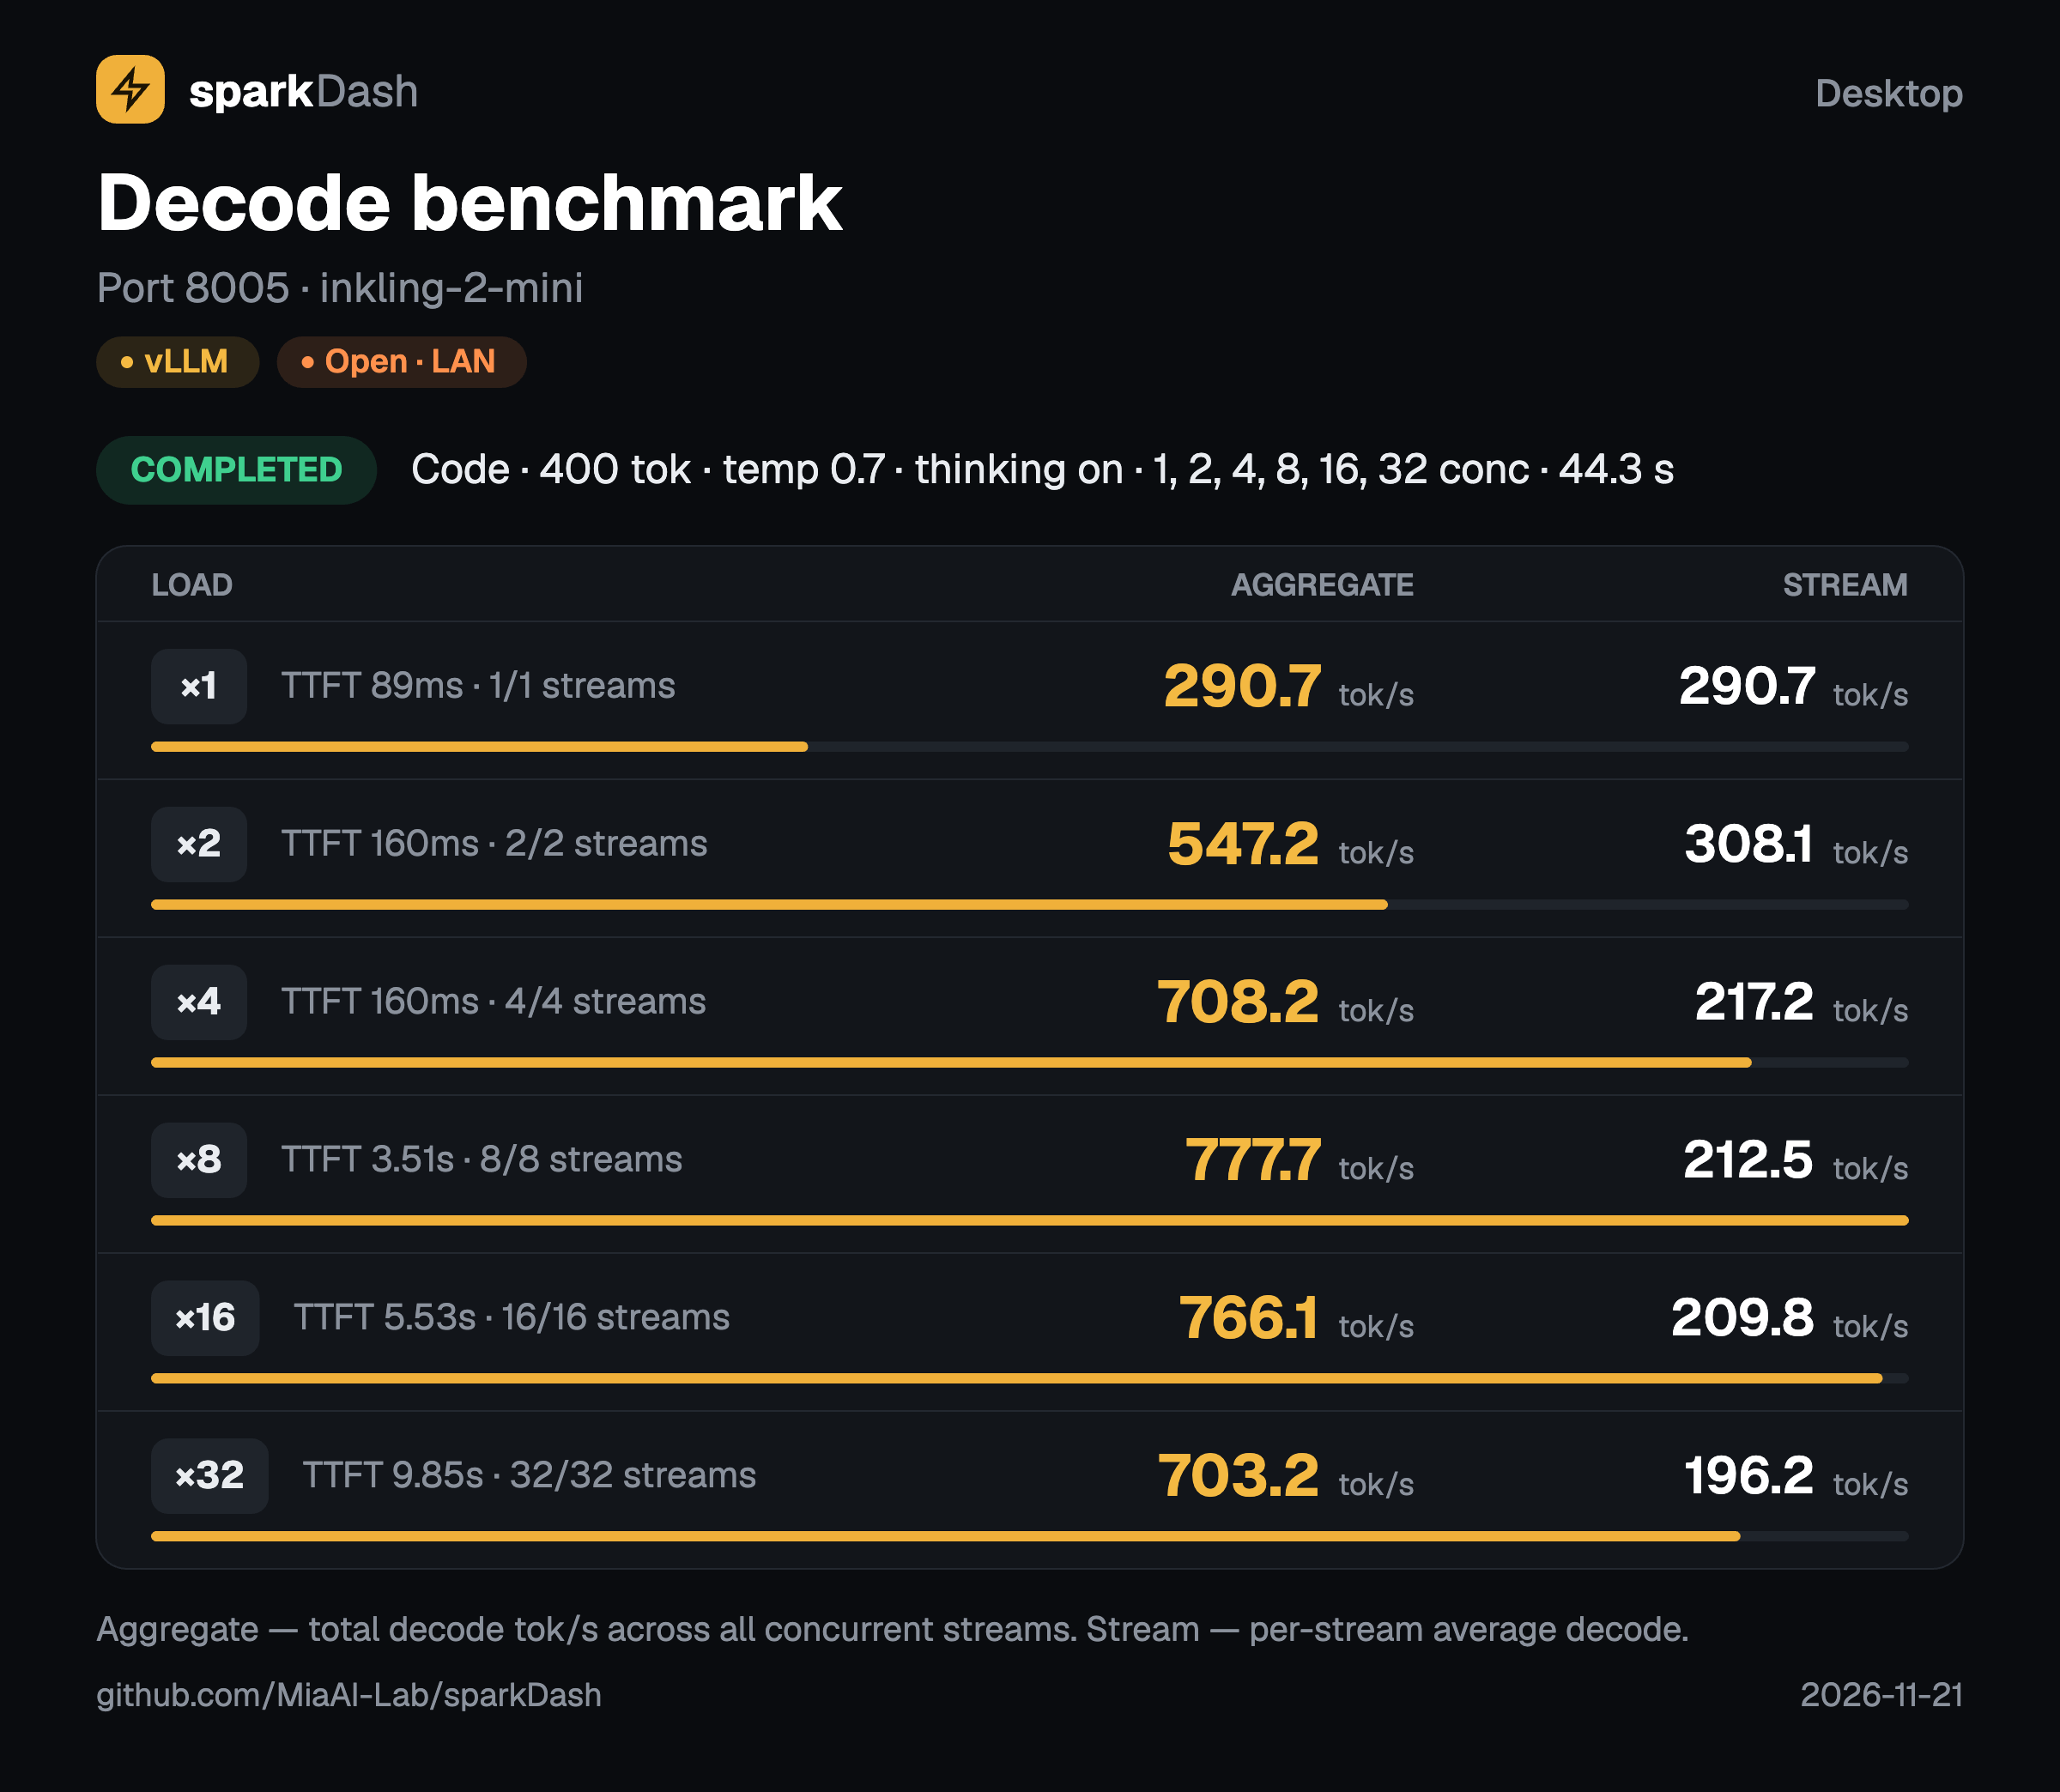 sparkDash Desktop
Decode benchmark
Port 8005 · inkling-2-mini
vLLM Open · LAN
COMPLETED Code · 400 tok · temp 0.7 · thinking on · 1, 2, 4, 8, 16, 32 conc · 44.3 s
LOAD AGGREGATE STREAM
×1 TTFT 89ms · 1/1 streams 290.7 tok/s 290.7 tok/s
×2 TTFT 160ms · 2/2 streams 547.2 tok/s 308.1 tok/s
×4 TTFT 160ms · 4/4 streams 708.2 tok/s 217.2 tok/s
×8 TTFT 3.51s · 8/8 streams 777.7 tok/s 212.5 tok/s
×16 TTFT 5.53s · 16/16 streams 766.1 tok/s 209.8 tok/s
×32 TTFT 9.85s · 32/32 streams 703.2 tok/s 196.2 tok/s
Aggregate — total decode tok/s across all concurrent streams. Stream — per-stream average decode.
github.com/MiaAI-Lab/sparkDash 2026-11-21